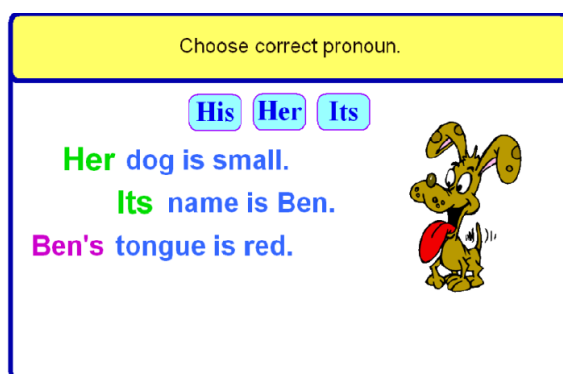 Choose correct pronoun.
His Her Its
Her dog is small.
Its name is Ben.
Ben's tongue is red.